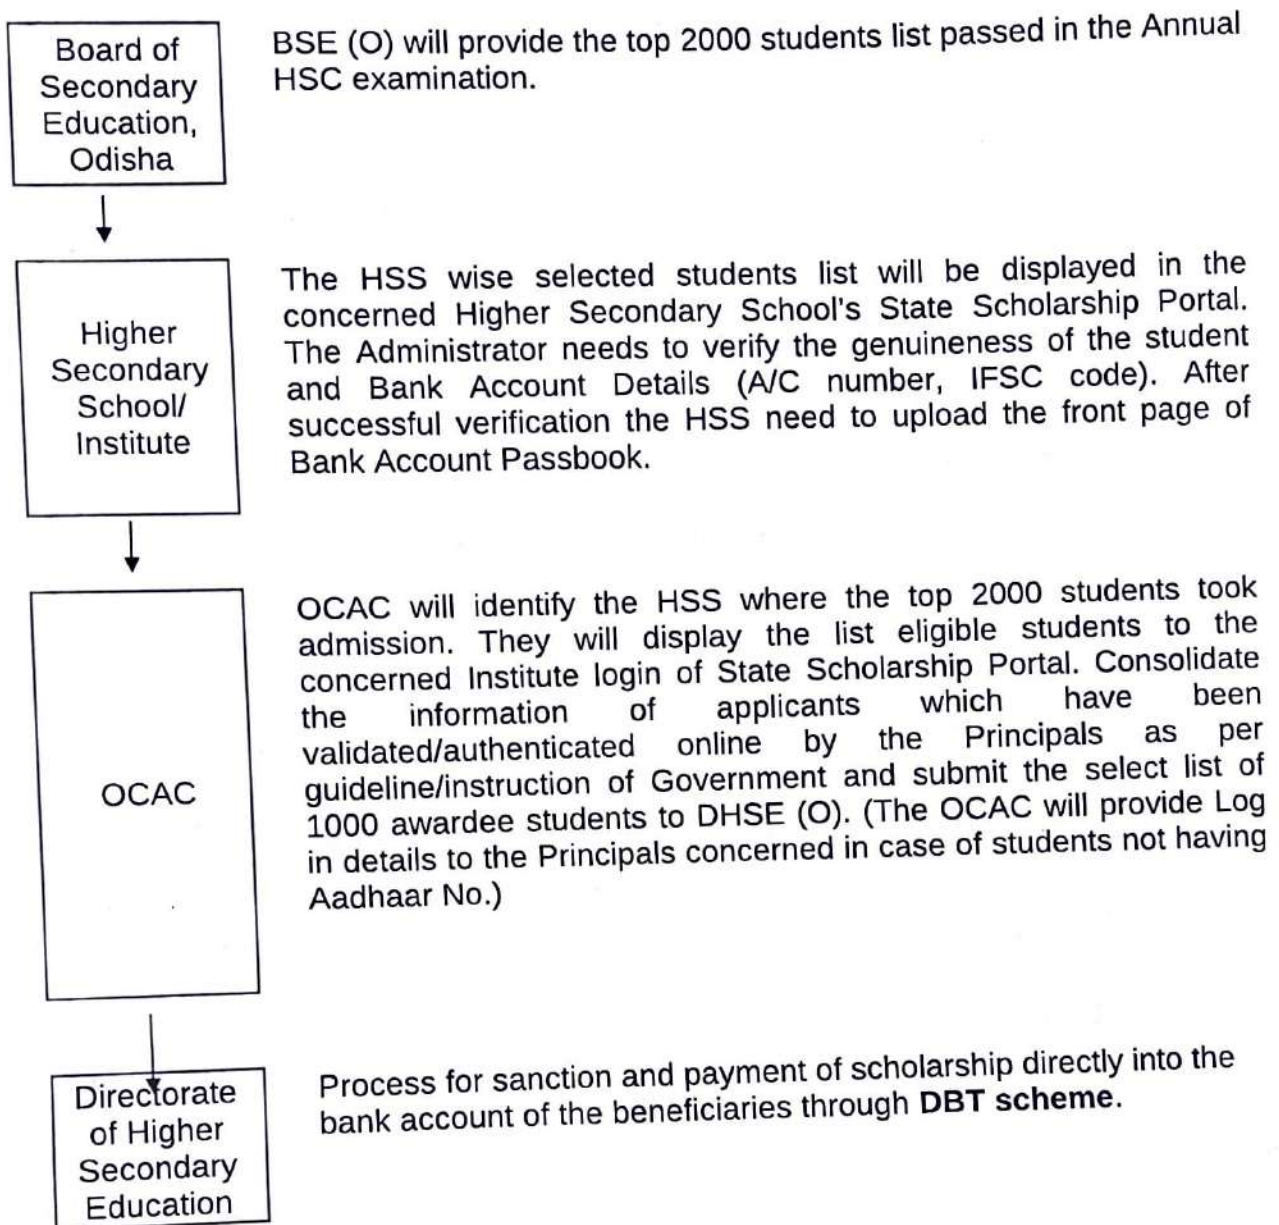 Board of
Secondary
Education,
Odisha
BSE (O) will provide the top 2000 students list passed in the Annual
HSC examination.
Higher
Secondary
School/
Institute
The HSS wise selected students list will be displayed in the
concerned Higher Secondary School's State Scholarship Portal.
The Administrator needs to verify the genuineness of the student
and Bank Account Details (A/C number, IFSC code). After
successful verification the HSS need to upload the front page of
Bank Account Passbook.
OCAC
OCAC will identify the HSS where the top 2000 students took
admission. They will display the list eligible students to the
concerned Institute login of State Scholarship Portal. Consolidate
the information of applicants which have been
validated/authenticated online by the Principals as per
guideline/instruction of Government and submit the select list of
1000 awardee students to DHSE (O). (The OCAC will provide Log
in details to the Principals concerned in case of students not having
Aadhaar No.)
Directorate
of Higher
Secondary
Education
Process for sanction and payment of scholarship directly into the
bank account of the beneficiaries through DBT scheme.